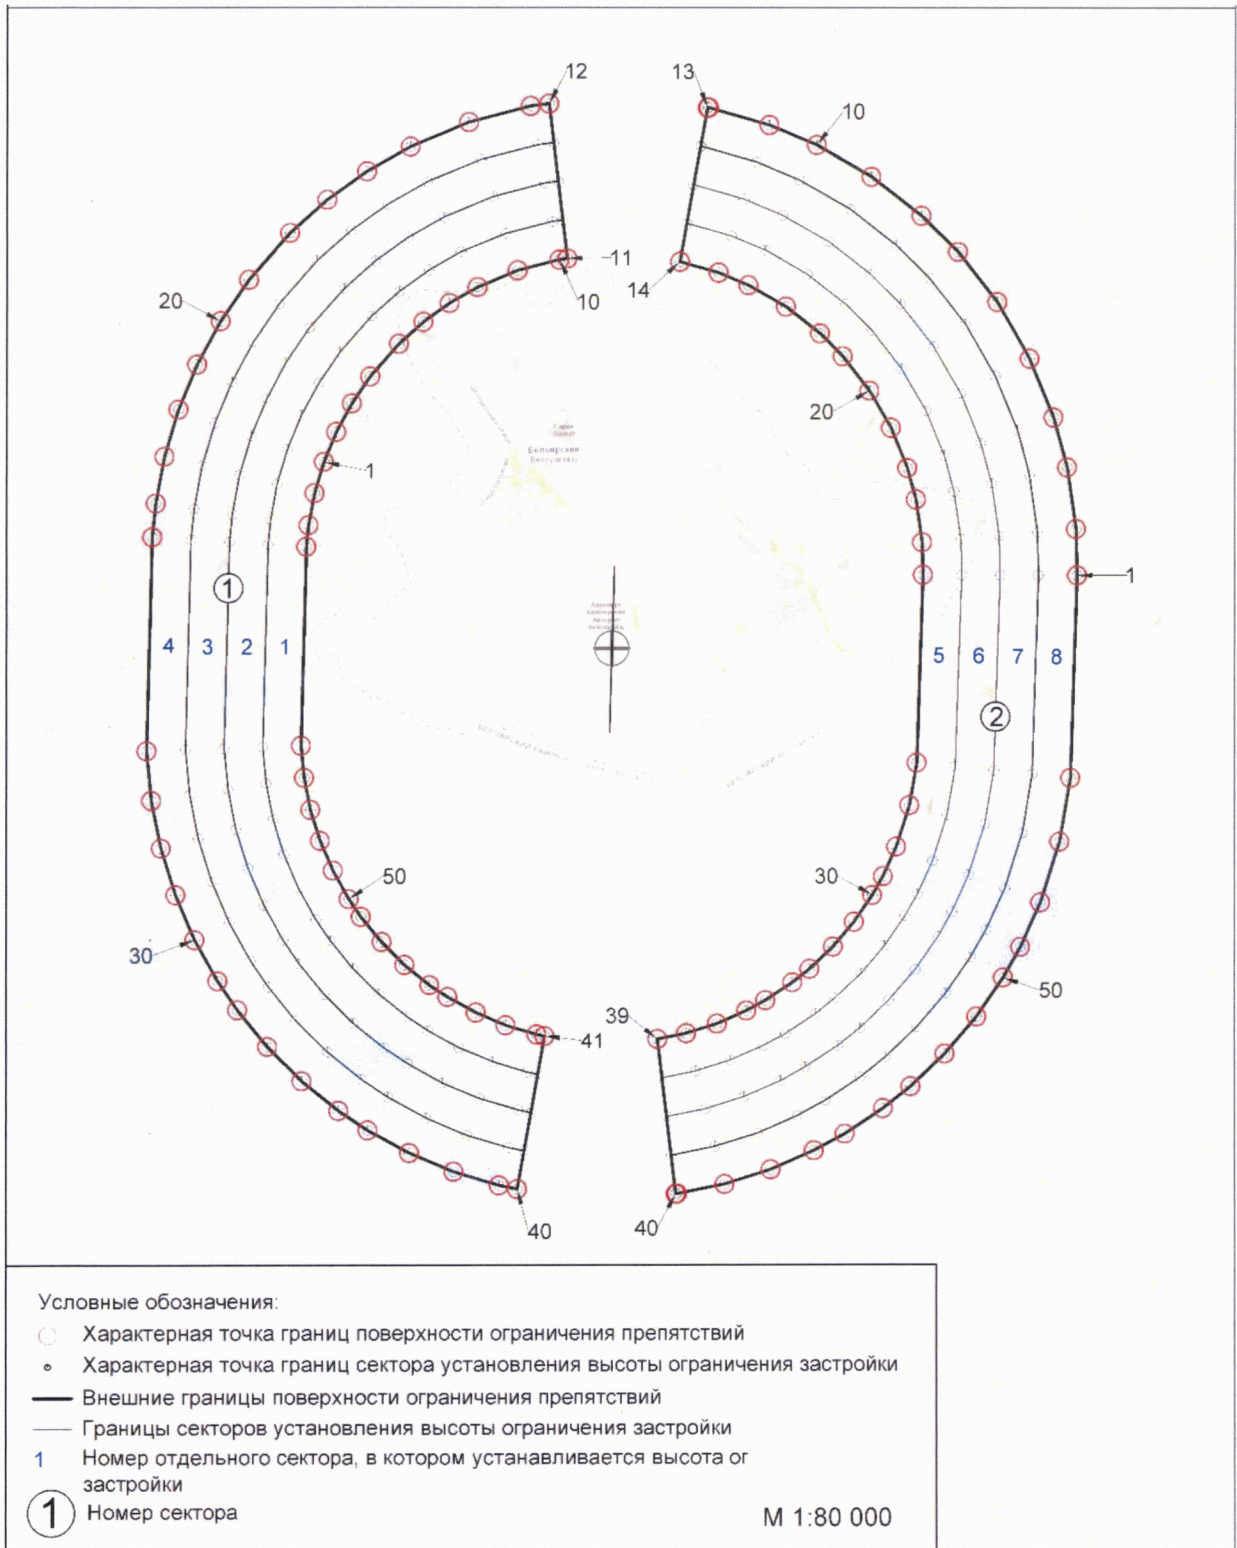 12
13
10
20
11
10
14
20
1
Белоярский
Beloyarskiy
1
1
4
3
2
1
5
6
7
8
2
50
30
30
50
39
41
40
40
Условные обозначения:
Характерная точка границ поверхности ограничения препятствий
Характерная точка границ сектора установления высоты ограничения застройки
Внешние границы поверхности ограничения препятствий
Границы секторов установления высоты ограничения застройки
1 Номер отдельного сектора, в котором устанавливается высота ог
застройки
1 Номер сектора
М 1:80 000